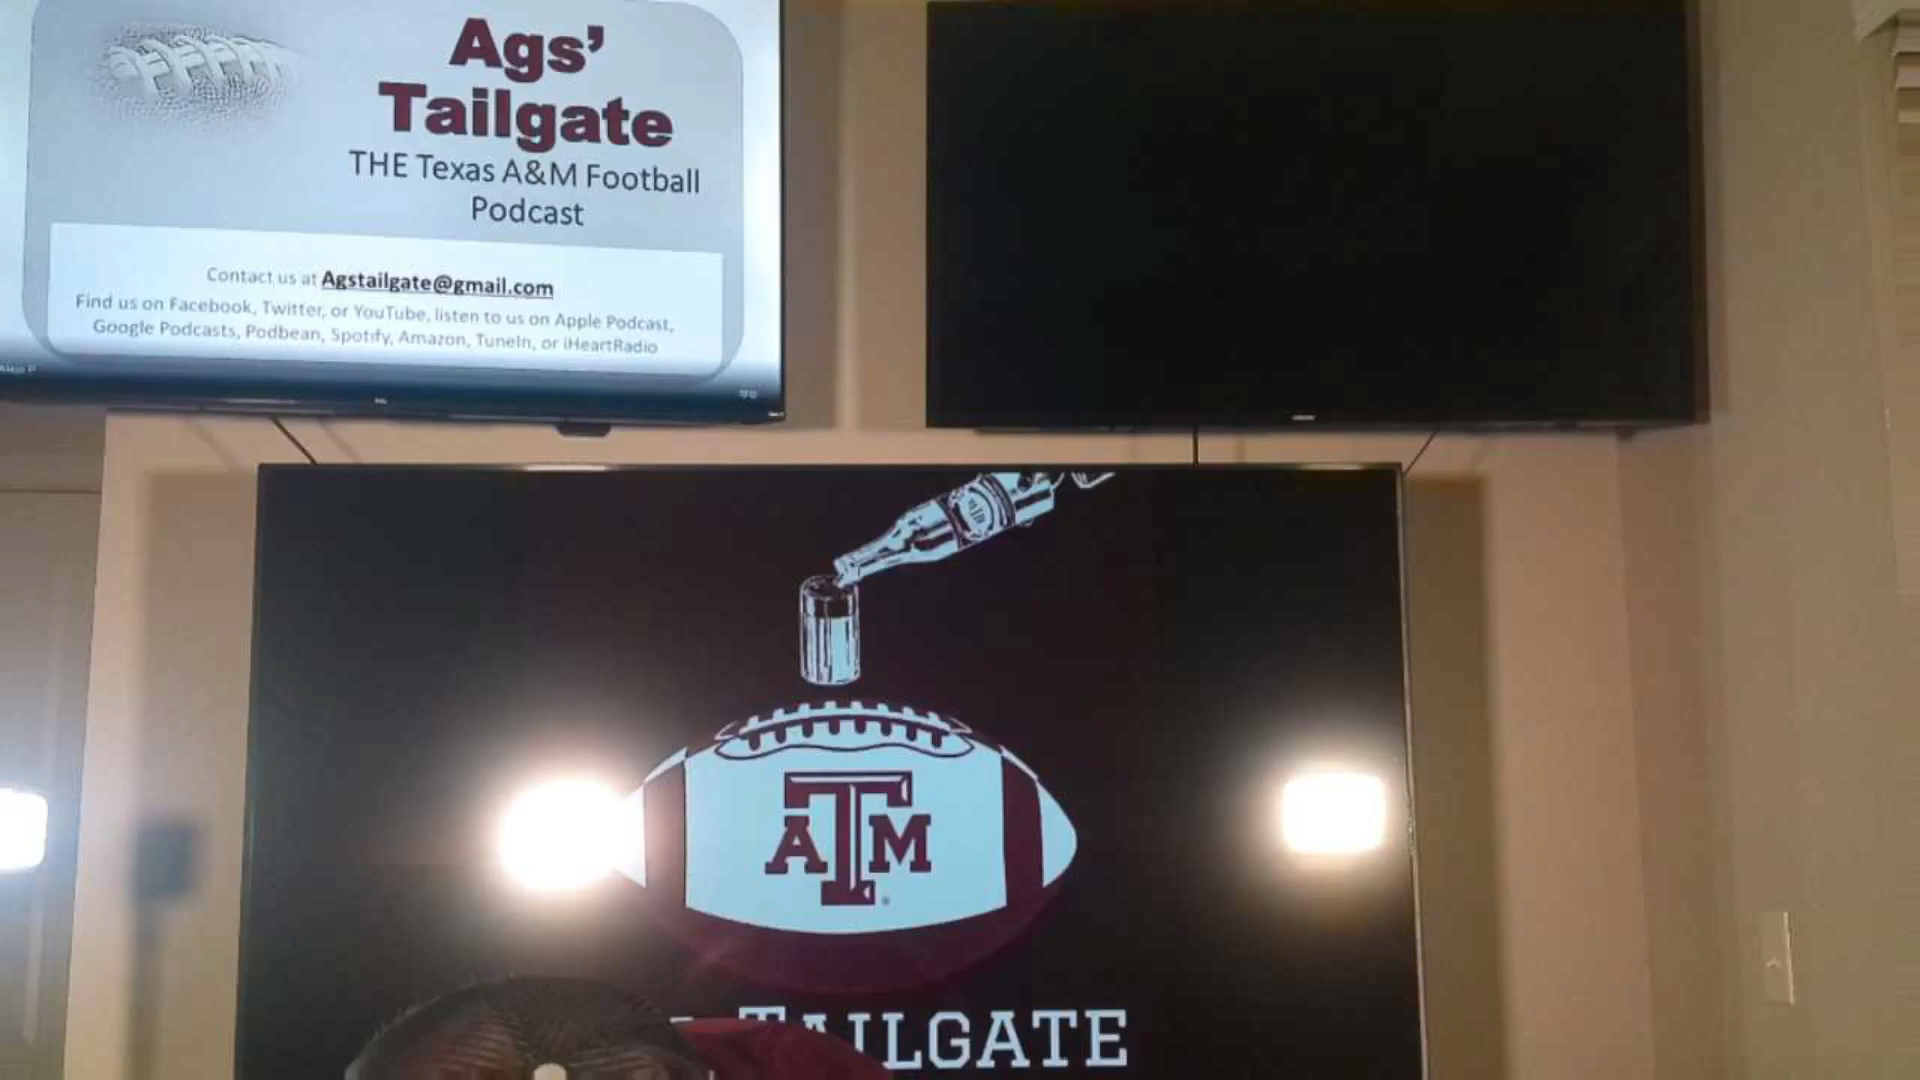 Ags'
Tailgate
THE Texas A&M Football
Podcast
Contact us at Agstailgate@gmail.com
Find us on Facebook, Twitter, or YouTube, listen to us on Apple Podcast,
Google Podcasts, Podbean, Spotify, Amazon, TuneIn, or iHeartRadio
ATM
TAILGATE